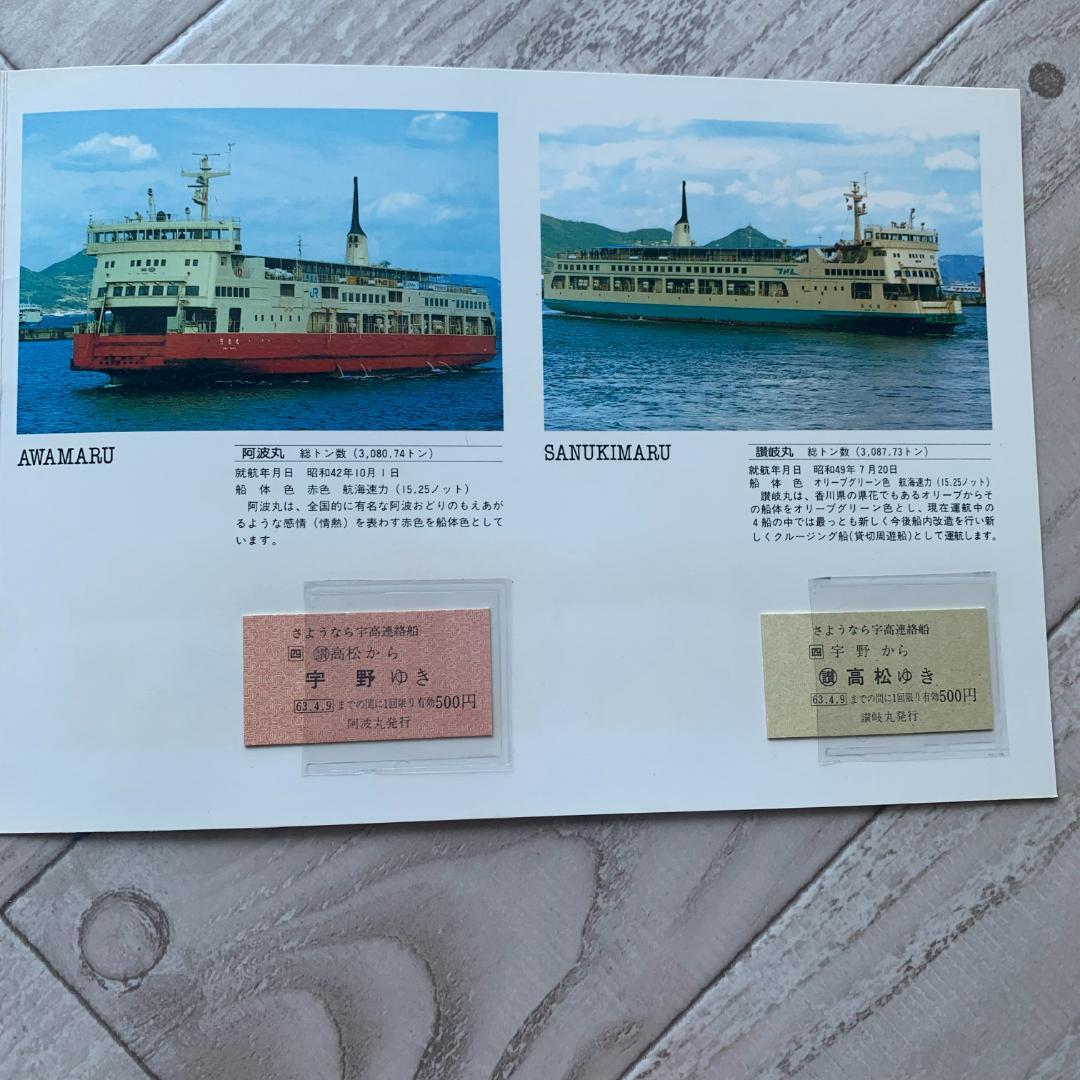 JR
AWAMARU
阿波丸 総トン数(3,080.74トン)
就航年月日 昭和42年10月1日
船体色 赤色 航海速力(15.25ノット)
阿波丸は、全国的に有名な阿波おどりのもえあが
るような感情(情熱)を表わす赤色を船体色として
います。
さようなら宇高連絡船
四 讃高松から
宇野ゆき
63.4.9 までの間に1回限り有効500円
阿波丸発行
SANUKIMARU
讃岐丸 総トン数(3,087.73トン)
就航年月日 昭和49年7月20日
船体色 オリーブグリーン色 航海速力(15.25ノット)
讃岐丸は、香川県の県花でもあるオリーブからそ
の船体をオリーブグリーン色とし、現在運航中の
4船の中では最っとも新しく今後船内改造を行い新
しくクルージング船(貸切周遊船)として運航します。
さようなら宇高連絡船
四 宇野から
讃 高松ゆき
63.4.9 までの間に1回限り有効500円
讃岐丸発行